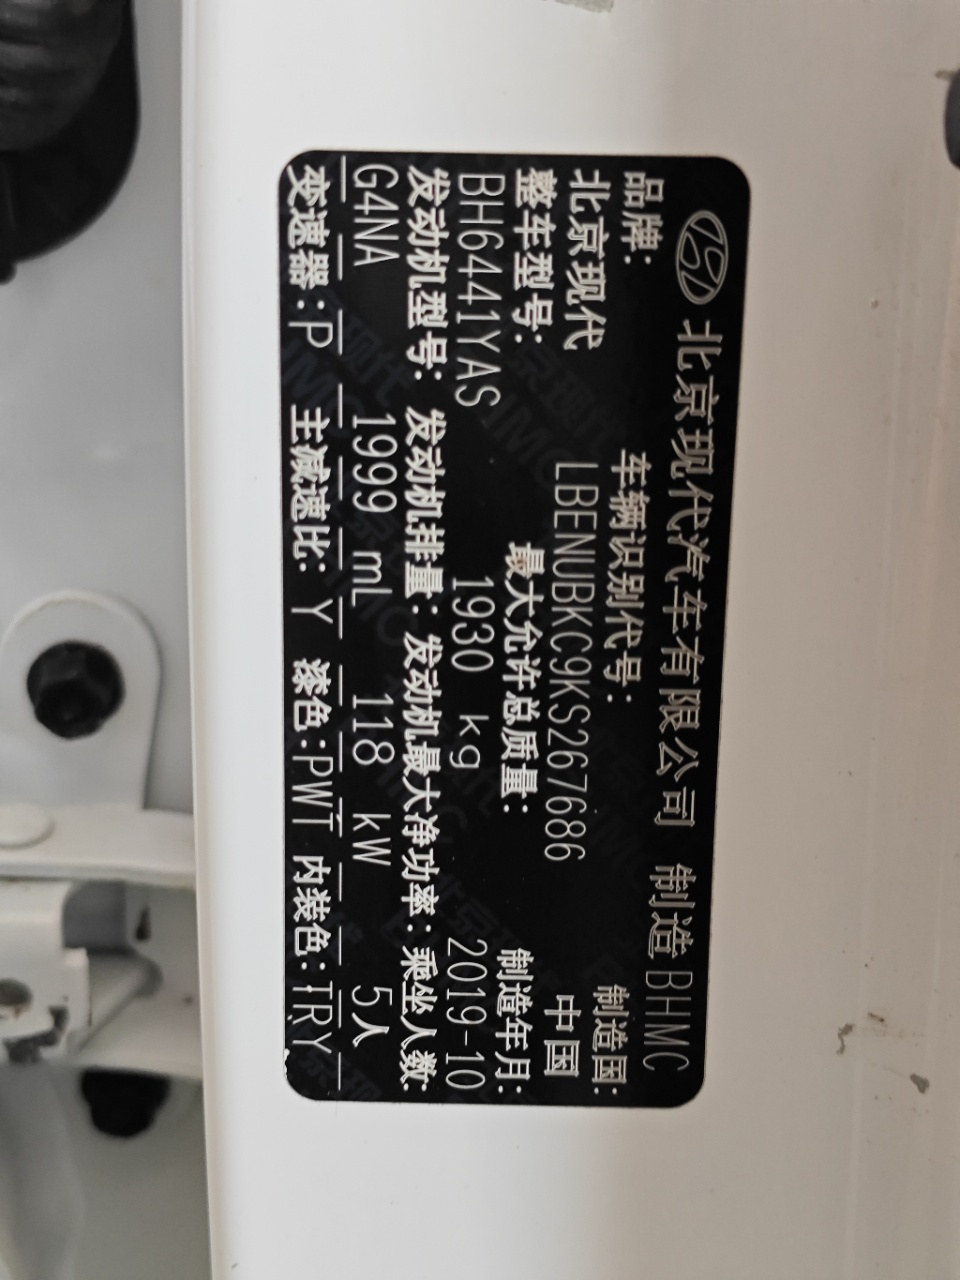 北京现代汽车有限公司 制造 BHMC
品牌: 车辆识别代号: 制造国:
北京现代 LBENUBKC9KS267686 中国
整车型号: 最大允许总质量: 制造年月:
BH6441YAS 1930 kg 2019-10
发动机型号: 发动机排量: 发动机最大净功率: 乘坐人数:
G4NA 1999 mL 118 kW 5人
变速器:P 主减速比: Y 漆色:PWT 内装色:TRY